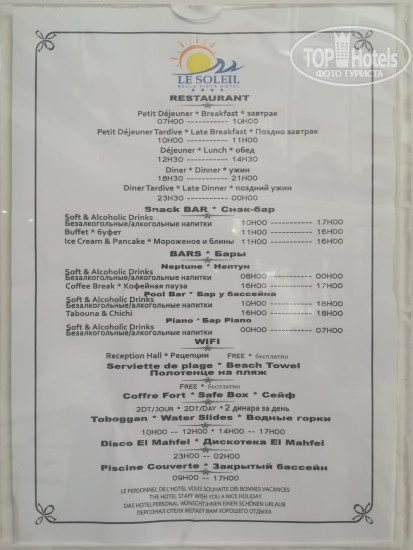 TOP Hotels
ФОТО ТУРИСТА
LE SOLEIL
BELLA VISTA HOTEL
RESTAURANT
Petit Déjeuner * Breakfast * завтрак
07H00 ----------- 10H00
Petit Déjeuner Tardive * Late Breakfast * Поздно завтрак
10H00 ----------- 11H00
Déjeuner * Lunch * обед
12H30 ----------- 14H30
Diner * Dinner * ужин
18H30 ----------- 21H00
Diner Tardive * Late Dinner * поздний ужин
23H30 ----------- 00H00
Snack BAR * Снэк-бар
Soft & Alcoholic Drinks
Безалкогольные/алкогольные напитки 10H00 ----------- 17H00
Buffet * буфет 11H00 ----------- 16H00
Ice Cream & Pancake * Мороженое и блины 11H00 ----------- 16H00
BARS * Бары
Neptune * Нептун
Soft & Alcoholic Drinks
Безалкогольные/алкогольные напитки 08H00 ----------- 00H00
Coffee Break * Кофейная пауза 16H00 ----------- 17H00
Pool Bar * Бар у бассейна
Soft & Alcoholic Drinks
Безалкогольные/алкогольные напитки 10H00 ----------- 18H00
Tabouna & Chichi 16H00 ----------- 18H00
Piano * Бар Piano
Soft & Alcoholic Drinks
Безалкогольные/алкогольные напитки 00H00 ----------- 07H00
WIFI
Reception Hall * Рецепции FREE * бесплатно
Serviette de plage * Beach Towel
Полотенце на пляж
FREE * бесплатно
Coffre Fort * Safe Box * Сейф
2DT/JOUR * 2DT/DAY * 2 динара за день
Toboggan * Water Slides * Водные горки
10H00 -- 12H00 * 14H00 -- 17H00
Disco El Mahfel * Дискотека El Mahfel
23H00 -- 02H00
Piscine Couverte * Закрытый бассейн
09H00 -- 17H00
LE PERSONNEL DE L'HOTEL VOUS SOUHAITE DES BONNES VACANCES
THE HOTEL STAFF WISH YOU A NICE HOLIDAY
DAS HOTELPERSONAL WÜNSCHT IHNEN EINEN SCHÖNEN URLAUB
ПЕРСОНАЛ ОТЕЛЯ ЖЕЛАЕТ ВАМ ХОРОШЕГО ОТДЫХА